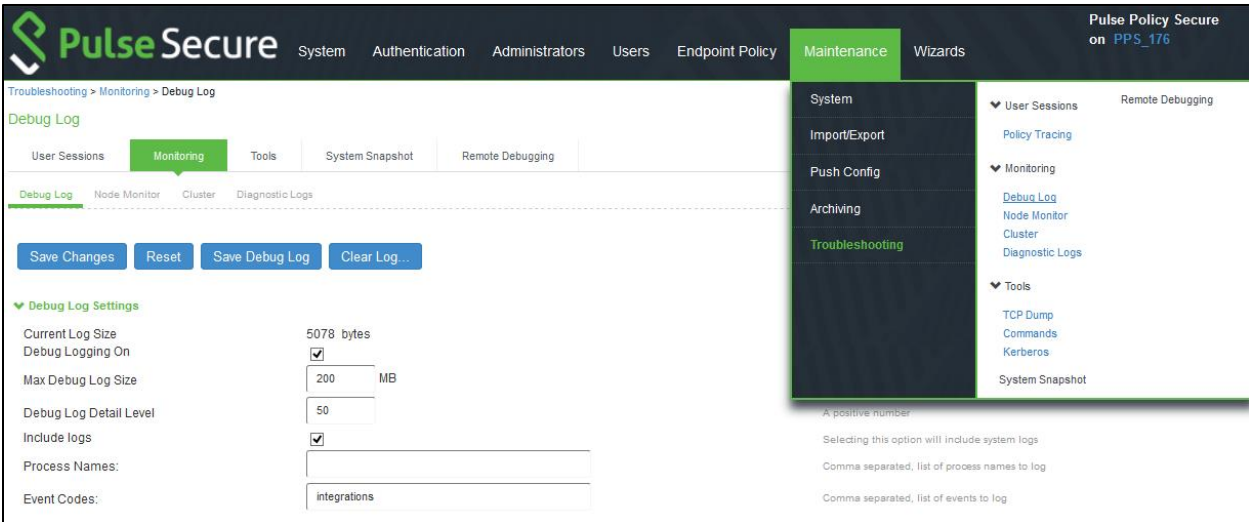 Pulse Secure
System Authentication Administrators Users Endpoint Policy Maintenance Wizards
Pulse Policy Secure
on PPS_176
Troubleshooting > Monitoring > Debug Log
Debug Log
User Sessions Monitoring Tools System Snapshot Remote Debugging
Debug Log Node Monitor Cluster Diagnostic Logs
Save Changes Reset Save Debug Log Clear Log...
Debug Log Settings
Current Log Size 5078 bytes
Debug Logging On
Max Debug Log Size 200 MB
Debug Log Detail Level 50 A positive number
Include logs Selecting this option will include system logs
Process Names: Comma separated, list of process names to log
Event Codes: integrations Comma separated, list of events to log
System
Import/Export
Push Config
Archiving
Troubleshooting
User Sessions
Policy Tracing
Monitoring
Debug Log
Node Monitor
Cluster
Diagnostic Logs
Tools
TCP Dump
Commands
Kerberos
System Snapshot
Remote Debugging